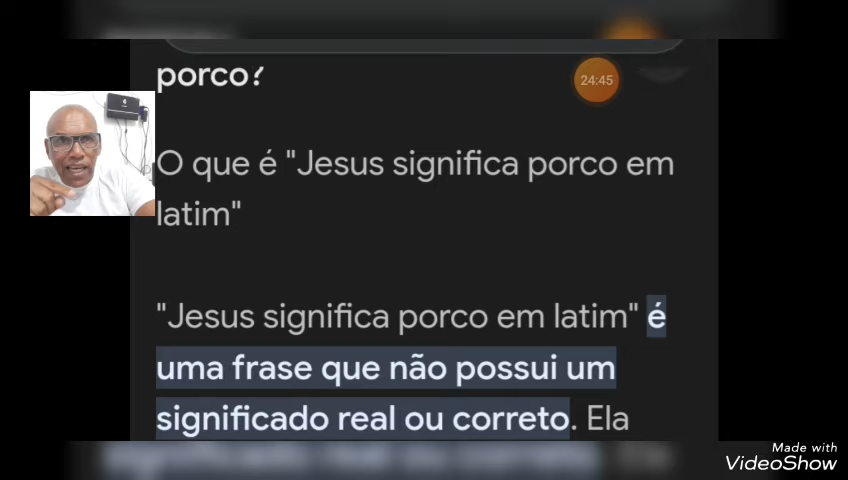 porco?
24:45
O que é "Jesus significa porco em
latim"
"Jesus significa porco em latim" é
uma frase que não possui um
significado real ou correto. Ela
Made with
VideoShow